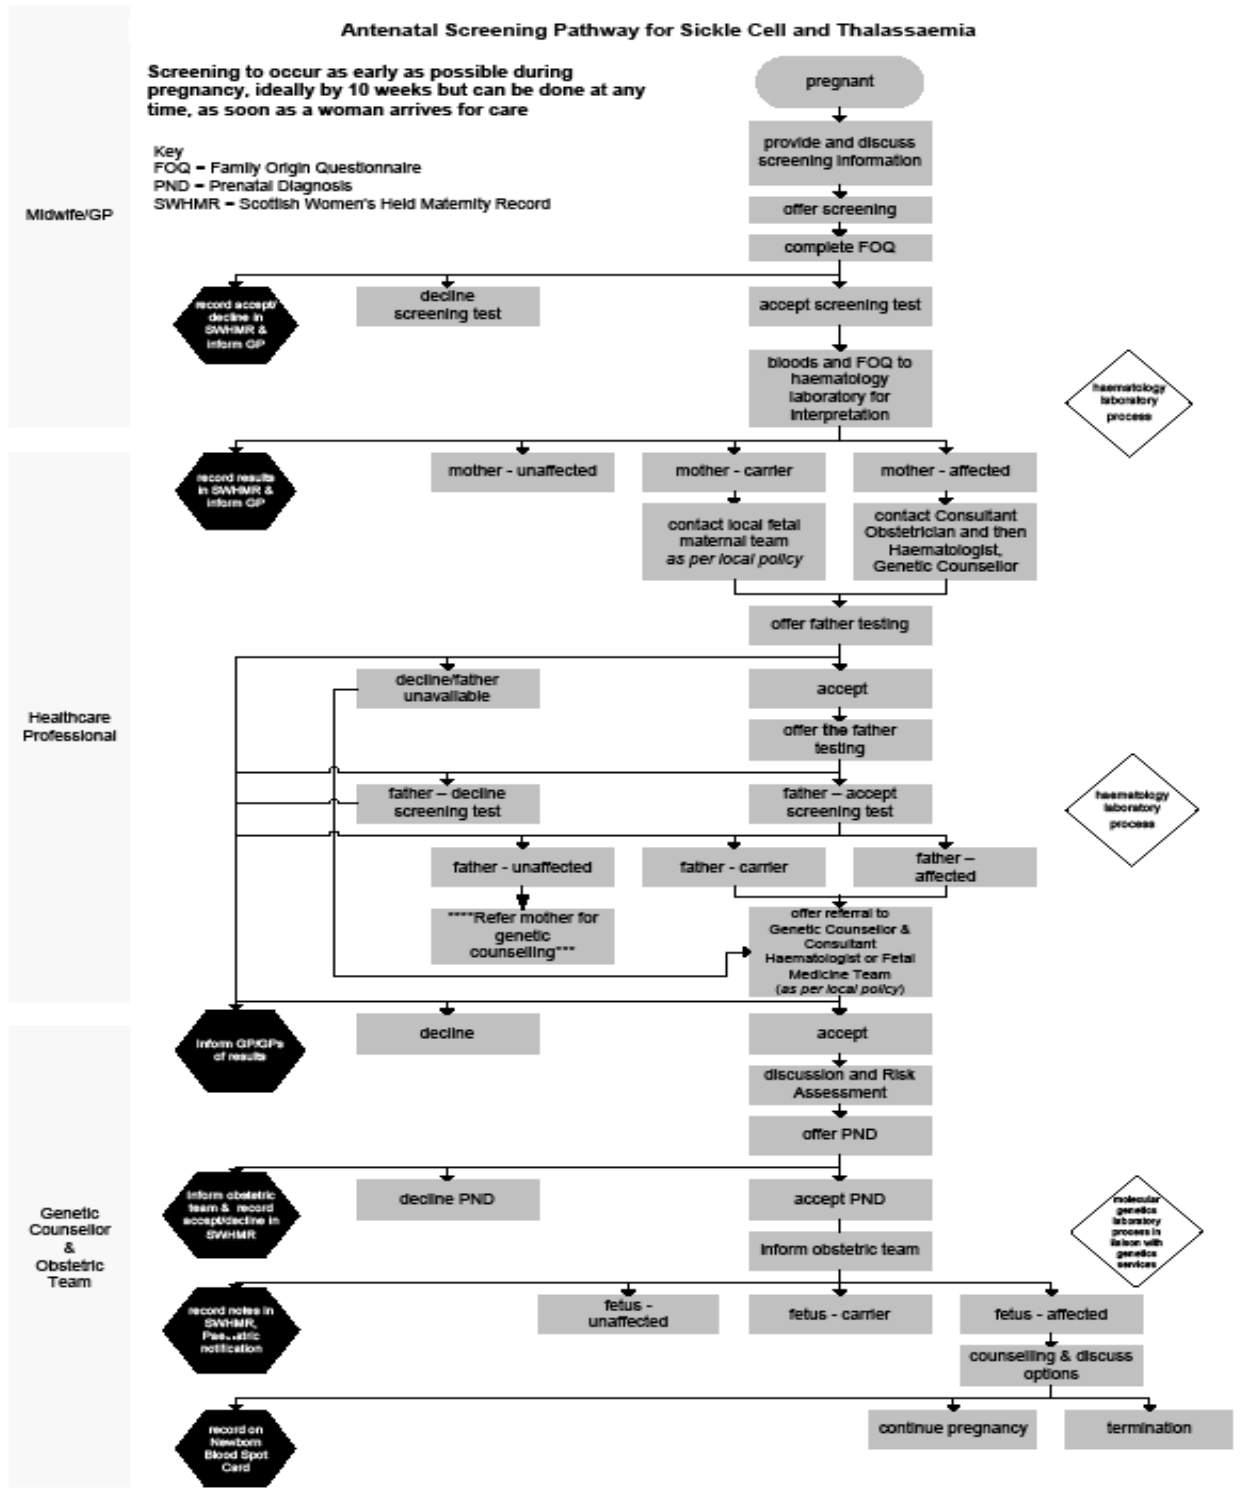 Antenatal Screening Pathway for Sickle Cell and Thalassaemia
Screening to occur as early as possible during
pregnancy, ideally by 10 weeks but can be done at any
time, as soon as a woman arrives for care
Key
FOQ = Family Origin Questionnaire
PND = Prenatal Diagnosis
SWHMR = Scottish Women's Held Maternity Record
Midwife/GP
pregnant
provide and discuss
screening information
offer screening
complete FOQ
record accept/
decline in
SWHMR &
inform GP
decline
screening test
accept screening test
bloods and FOQ to
haematology
laboratory for
interpretation
haematology
laboratory
process
Healthcare
Professional
record results
in SWHMR &
inform GP
mother - unaffected
mother - carrier
mother - affected
contact local fetal
maternal team
as per local policy
contact Consultant
Obstetrician and then
Haematologist,
Genetic Counsellor
offer father testing
decline/father
unavailable
accept
offer the father
testing
father – decline
screening test
father – accept
screening test
haematology
laboratory
process
father - unaffected
father - carrier
father –
affected
****Refer mother for
genetic
counselling***
offer referral to
Genetic Counsellor &
Consultant
Haematologist or Fetal
Medicine Team
(as per local policy)
Genetic
Counsellor
&
Obstetric
Team
Inform GP/GPs
of results
decline
accept
discussion and Risk
Assessment
offer PND
Inform obstetric
team & record
accept/decline in
SWHMR
decline PND
accept PND
inform obstetric team
molecular
genetics
laboratory
process in
liaison with
genetics
services
record notes in
SWHMR,
notification
fetus -
unaffected
fetus - carrier
fetus - affected
counselling & discuss
options
record on
Newborn
Blood Spot
Card
continue pregnancy
termination